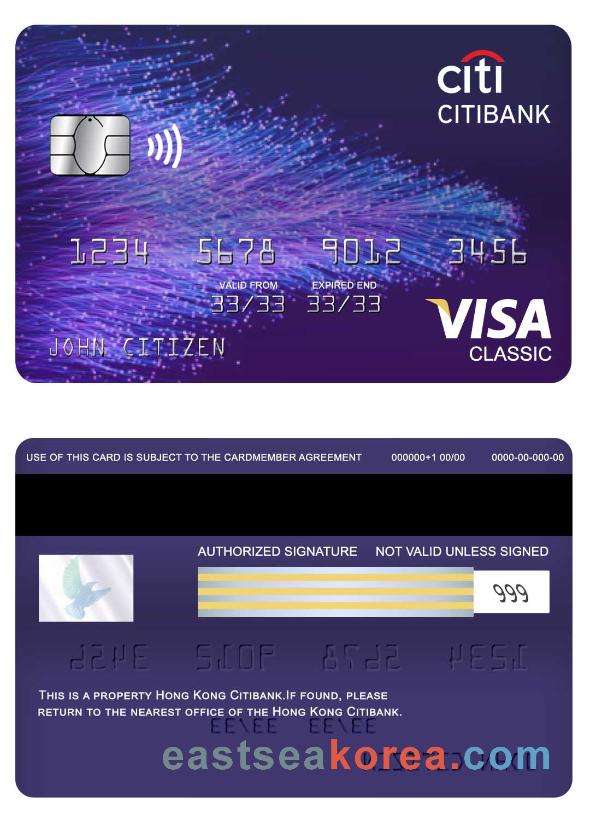 citi
CITIBANK
1234 5678 9012 3456
VALID FROM EXPIRED END
33/33 33/33
VISA
JOHN CITIZEN
CLASSIC
USE OF THIS CARD IS SUBJECT TO THE CARDMEMBER AGREEMENT 000000+1 00/00 0000-00-000-00
AUTHORIZED SIGNATURE NOT VALID UNLESS SIGNED
999
THIS IS A PROPERTY HONG KONG CITIBANK.IF FOUND, PLEASE
RETURN TO THE NEAREST OFFICE OF THE HONG KONG CITIBANK.
eastseakorea.com